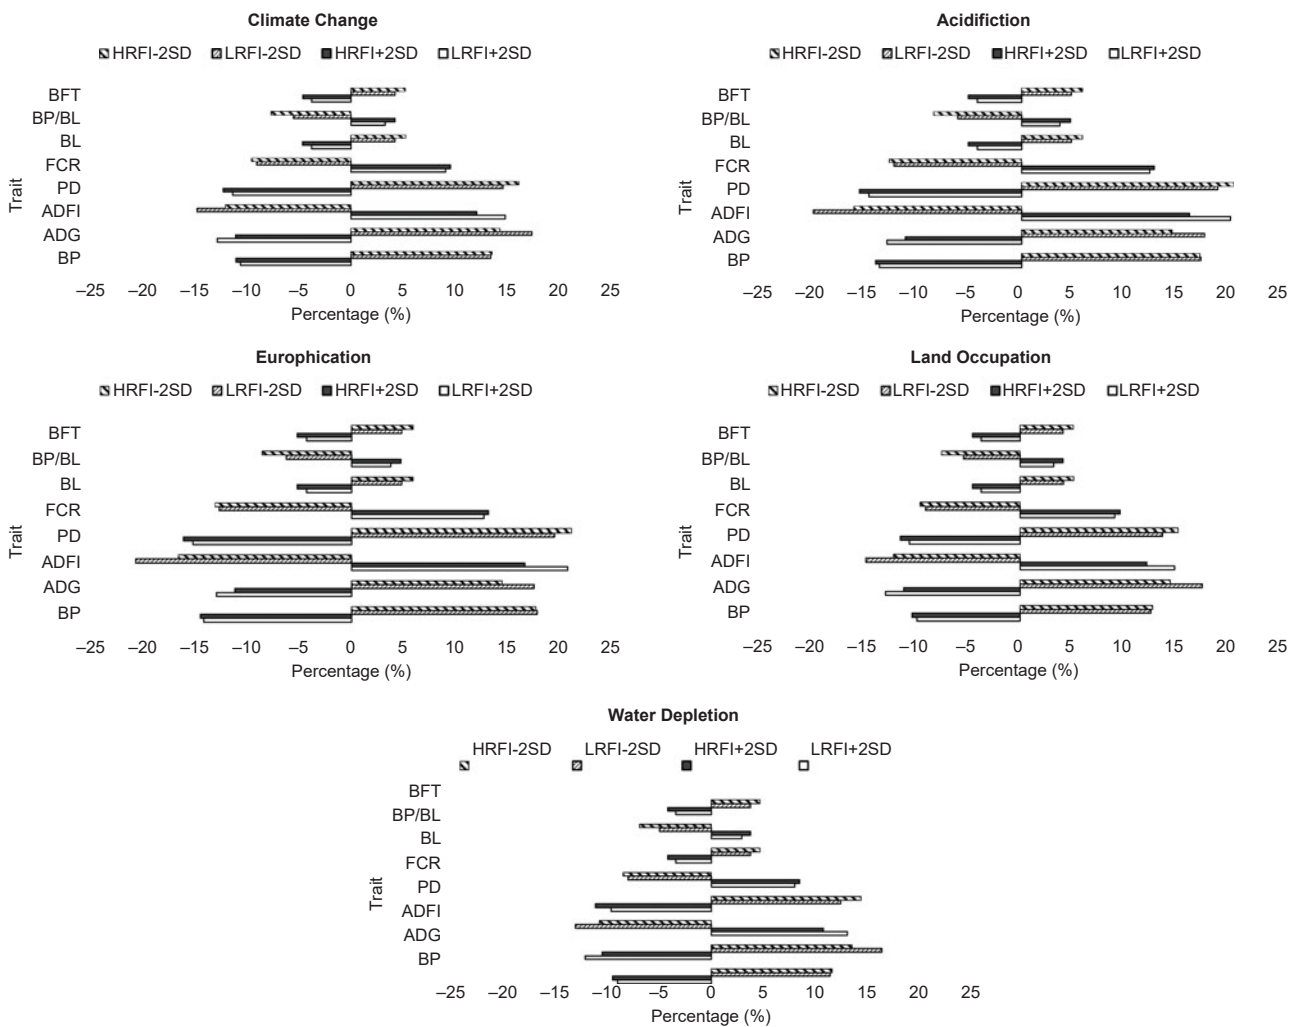 Climate Change
HRFI-2SD LRFI-2SD HRFI+2SD LRFI+2SD
BFT
BP/BL
BL
FCR
PD
ADFI
ADG
BP
Trait
–25 –20 –15 –10 –5 0 5 10 15 20 25
Percentage (%)
Acidifiction
HRFI-2SD LRFI-2SD HRFI+2SD LRFI+2SD
BFT
BP/BL
BL
FCR
PD
ADFI
ADG
BP
Trait
–25 –20 –15 –10 –5 0 5 10 15 20 25
Percentage (%)
Europhication
HRFI-2SD LRFI-2SD HRFI+2SD LRFI+2SD
BFT
BP/BL
BL
FCR
PD
ADFI
ADG
BP
Trait
–25 –20 –15 –10 –5 0 5 10 15 20 25
Percentage (%)
Land Occupation
HRFI-2SD LRFI-2SD HRFI+2SD LRFI+2SD
BFT
BP/BL
BL
FCR
PD
ADFI
ADG
BP
Trait
–25 –20 –15 –10 –5 0 5 10 15 20 25
Percentage (%)
Water Depletion
HRFI-2SD LRFI-2SD HRFI+2SD LRFI+2SD
BFT
BP/BL
BL
FCR
PD
ADFI
ADG
BP
Trait
–25 –20 –15 –10 –5 0 5 10 15 20 25
Percentage (%)